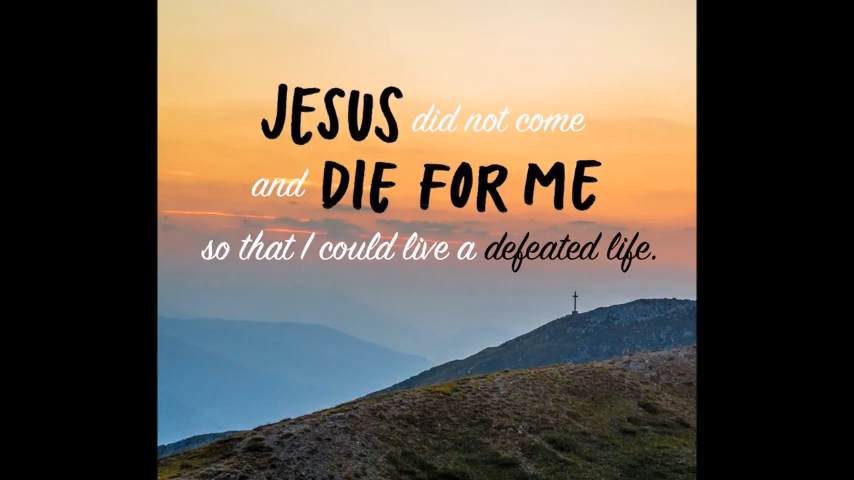 JESUS did not come
and DIE FOR ME
so that I could live a defeated life.